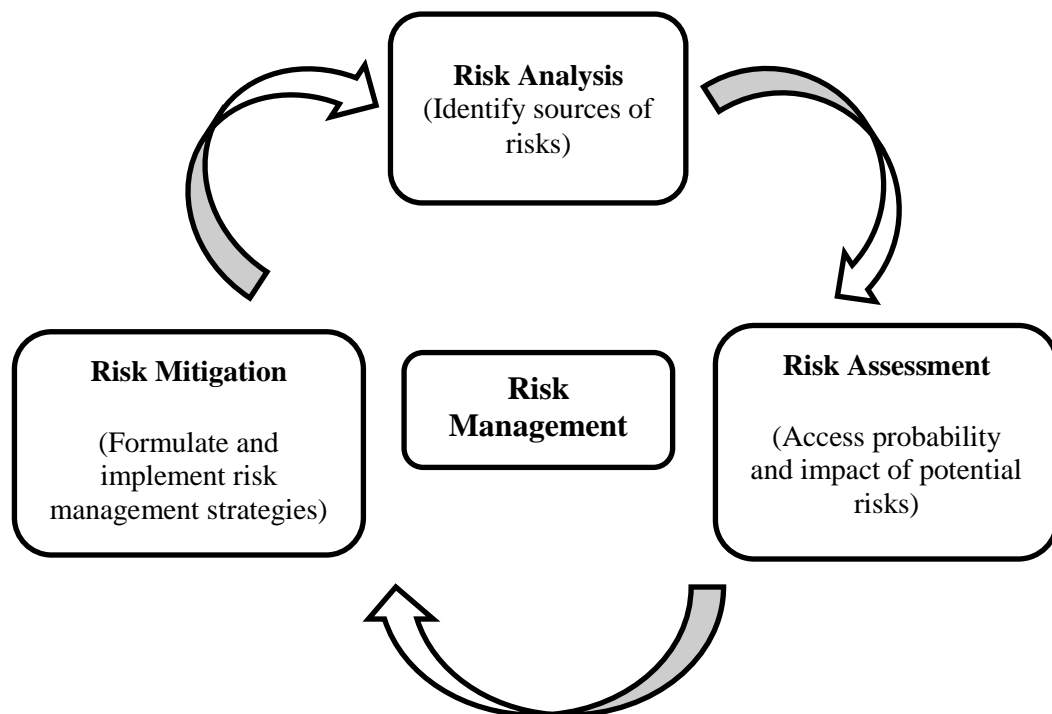 Risk Analysis
(Identify sources of
risks)
Risk Mitigation
(Formulate and
implement risk
management strategies)
Risk
Management
Risk Assessment
(Access probability
and impact of potential
risks)